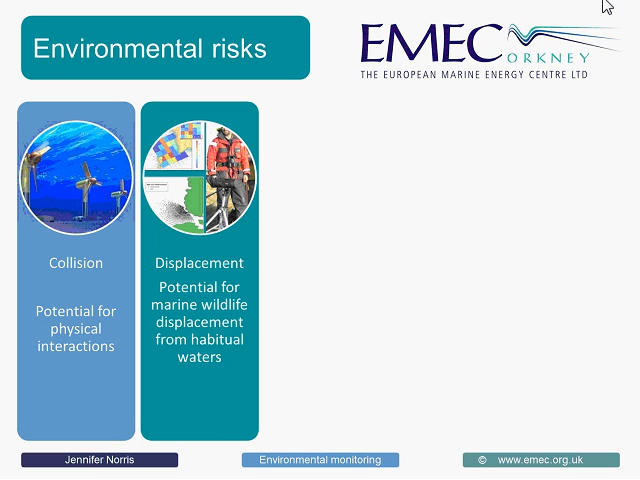 Environmental risks
EMEC
ORKNEY
THE EUROPEAN MARINE ENERGY CENTRE LTD
Collision
Potential for
physical
interactions
Displacement
Potential for
marine wildlife
displacement
from habitual
waters
Jennifer Norris
Environmental monitoring
© www.emec.org.uk